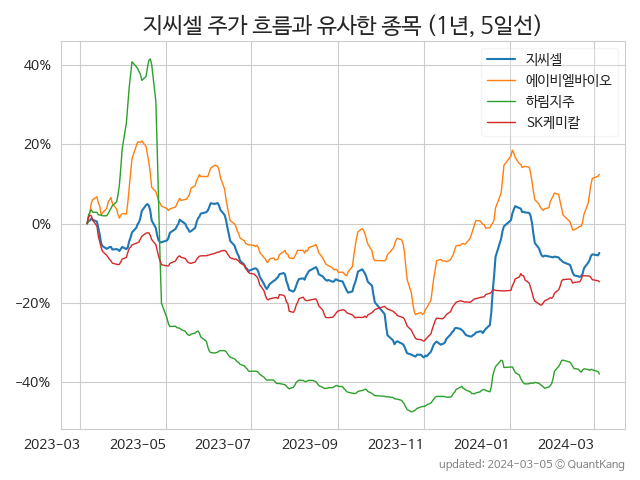 지씨셀 주가 흐름과 유사한 종목 (1년, 5일선)
지씨셀
에이비엘바이오
하림지주
SK케미칼
40%
20%
0%
−20%
−40%
2023-03 2023-05 2023-07 2023-09 2023-11 2024-01 2024-03
updated: 2024-03-05 © QuantKang